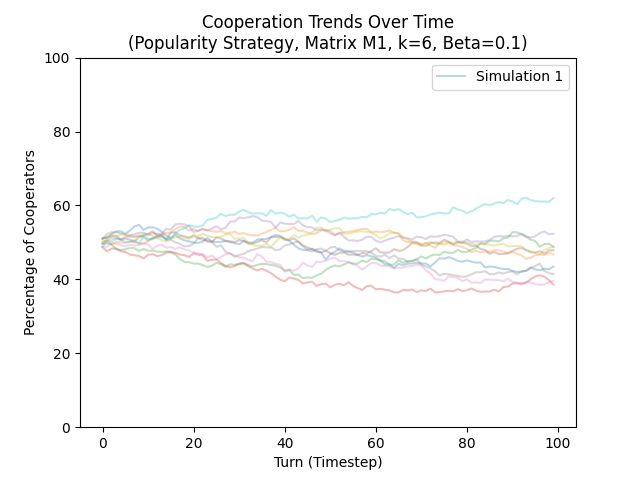 Cooperation Trends Over Time
(Popularity Strategy, Matrix M1, k=6, Beta=0.1)
Simulation 1
Percentage of Cooperators
100
80
60
40
20
0
0 20 40 60 80 100
Turn (Timestep)